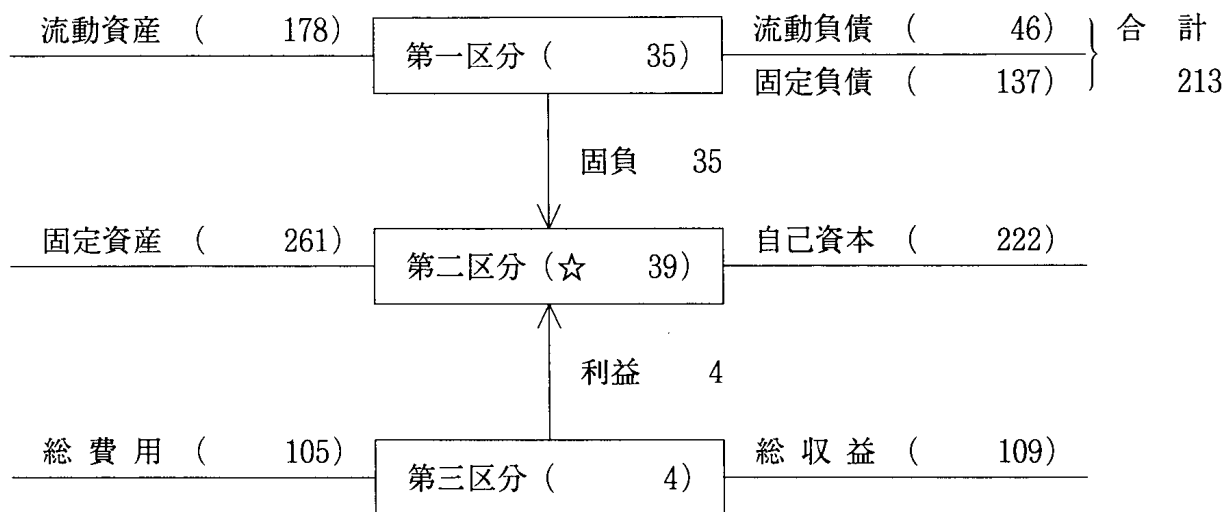 流動資産 ( 178) 第一区分 ( 35) 流動負債 ( 46) 合 計
固定負債 ( 137) 213
固負 35
固定資産 ( 261) 第二区分 (☆ 39) 自己資本 ( 222)
利益 4
総 費 用 ( 105) 第三区分 ( 4) 総 収 益 ( 109)